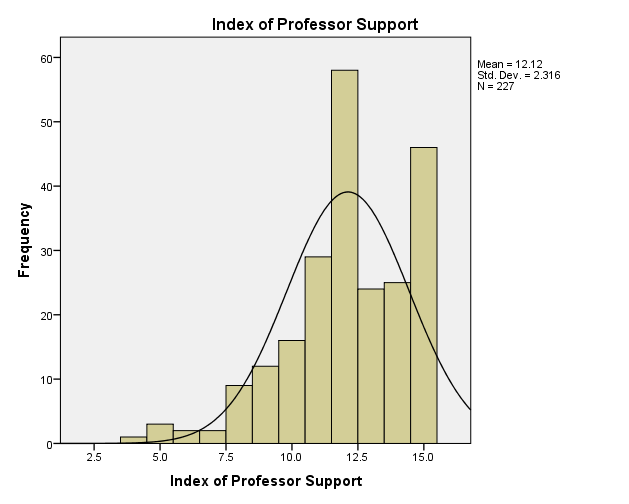 Index of Professor Support
Mean = 12.12
Std. Dev. = 2.316
N = 227
60
50
40
30
20
10
0
Frequency
2.5 5.0 7.5 10.0 12.5 15.0
Index of Professor Support